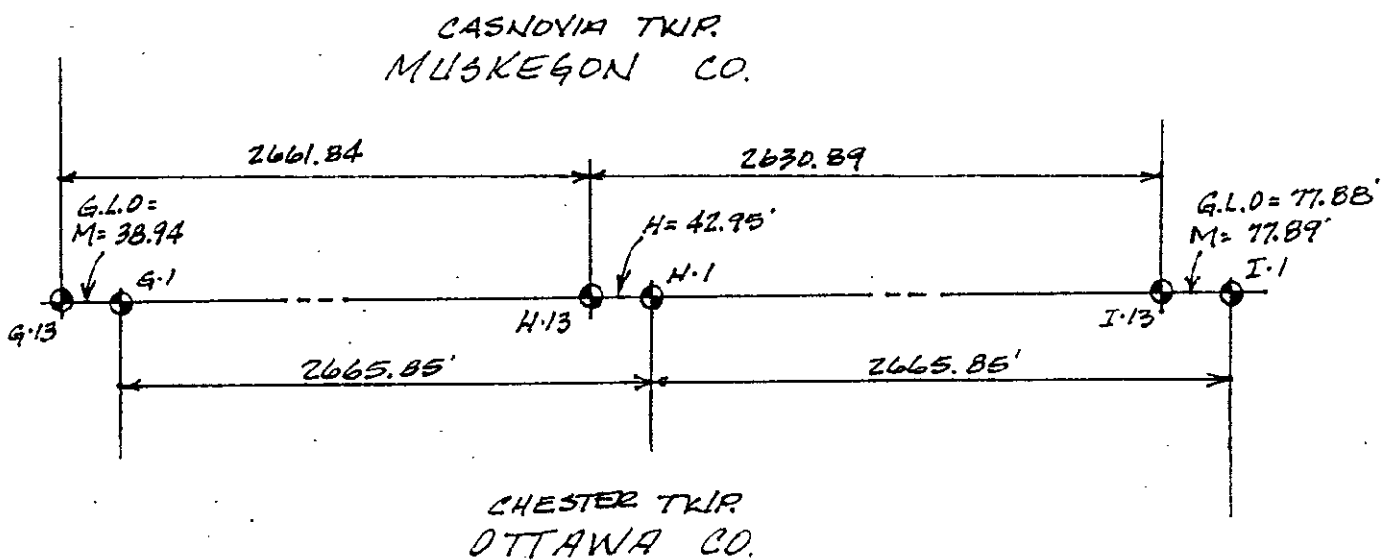 CASNOVIA TWP.
MUSKEGON CO.
2661.84
2630.89
G.L.O =
M= 38.94
H= 42.95'
G.L.O = 77.88'
M= 77.89'
G.1
H.1
I.1
G.13
H.13
I.13
2665.85'
2665.85'
CHESTER TWP.
OTTAWA CO.